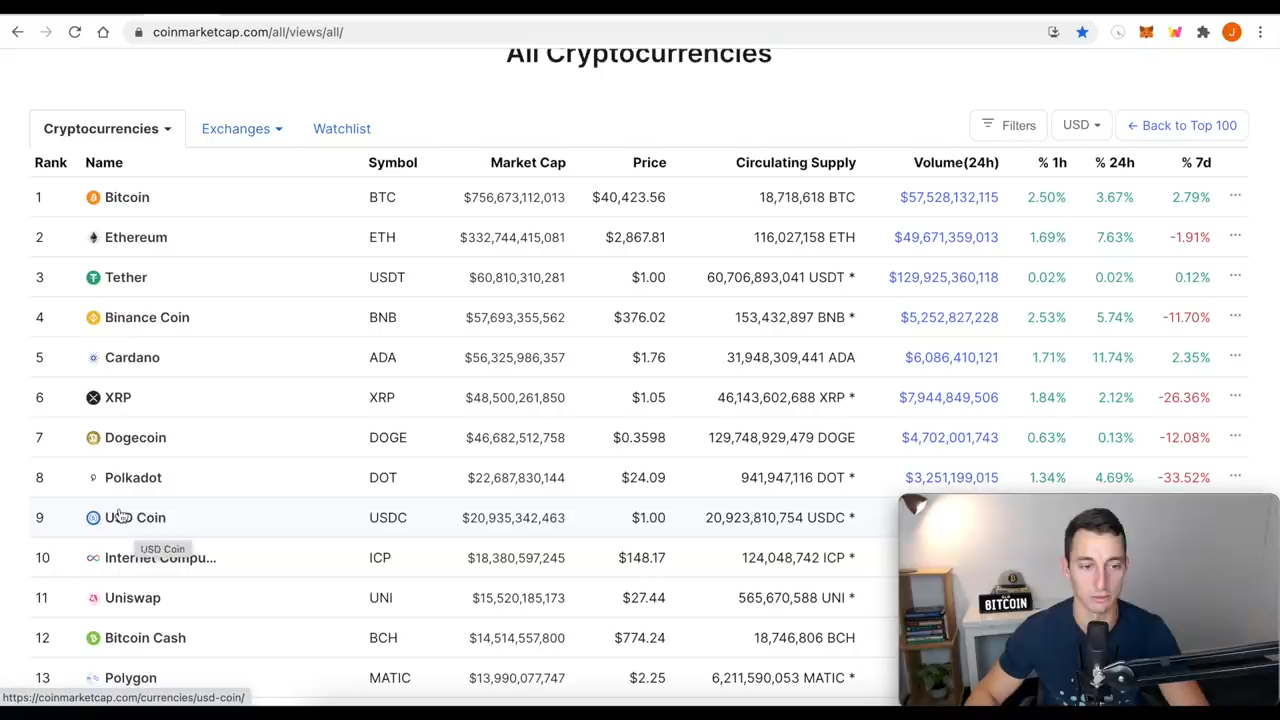 coinmarketcap.com/all/views/all/
J
All Cryptocurrencies
Cryptocurrencies Exchanges Watchlist Filters USD ← Back to Top 100
Rank Name Symbol Market Cap Price Circulating Supply Volume(24h) % 1h % 24h % 7d
1 Bitcoin BTC $756,673,112,013 $40,423.56 18,718,618 BTC $57,528,132,115 2.50% 3.67% 2.79% ...
2 Ethereum ETH $332,744,415,081 $2,867.81 116,027,158 ETH $49,671,359,013 1.69% 7.63% -1.91% ...
3 Tether USDT $60,810,310,281 $1.00 60,706,893,041 USDT * $129,925,360,118 0.02% 0.02% 0.12% ...
4 Binance Coin BNB $57,693,355,562 $376.02 153,432,897 BNB * $5,252,827,228 2.53% 5.74% -11.70% ...
5 Cardano ADA $56,325,986,357 $1.76 31,948,309,441 ADA $6,086,410,121 1.71% 11.74% 2.35% ...
6 XRP XRP $48,500,261,850 $1.05 46,143,602,688 XRP * $7,944,849,506 1.84% 2.12% -26.36% ...
7 Dogecoin DOGE $46,682,512,758 $0.3598 129,748,929,479 DOGE $4,702,001,743 0.63% 0.13% -12.08% ...
8 Polkadot DOT $22,687,830,144 $24.09 941,947,116 DOT * $3,251,199,015 1.34% 4.69% -33.52% ...
9 USD Coin USDC $20,935,342,463 $1.00 20,923,810,754 USDC *
USD Coin
10 Internet Compu... ICP $18,380,597,245 $148.17 124,048,742 ICP *
11 Uniswap UNI $15,520,185,173 $27.44 565,670,588 UNI *
12 Bitcoin Cash BCH $14,514,557,800 $774.24 18,746,806 BCH
13 Polygon MATIC $13,990,077,747 $2.25 6,211,590,053 MATIC *
https://coinmarketcap.com/currencies/usd-coin/
BITCOIN